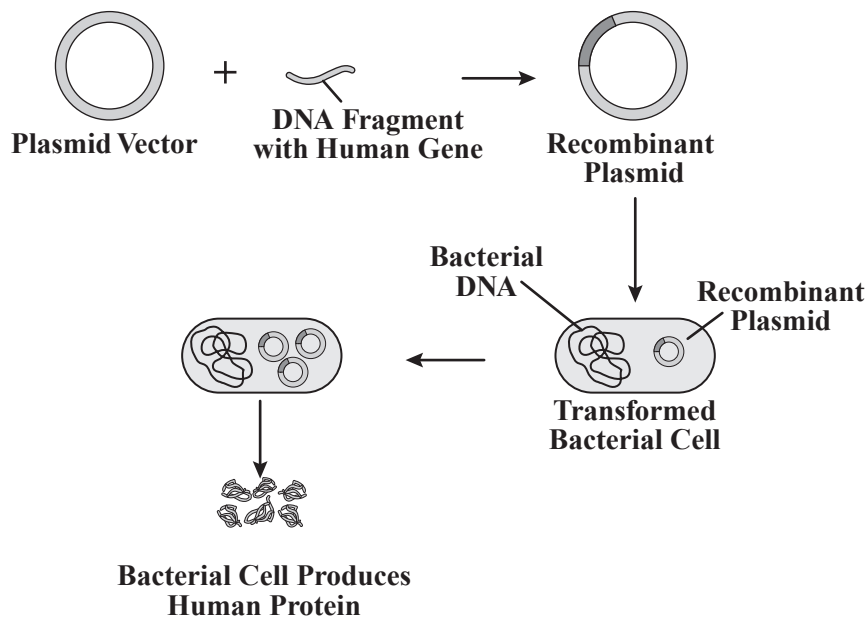 Plasmid Vector
+
DNA Fragment
with Human Gene
Recombinant
Plasmid
Bacterial
DNA
Recombinant
Plasmid
Transformed
Bacterial Cell
Bacterial Cell Produces
Human Protein